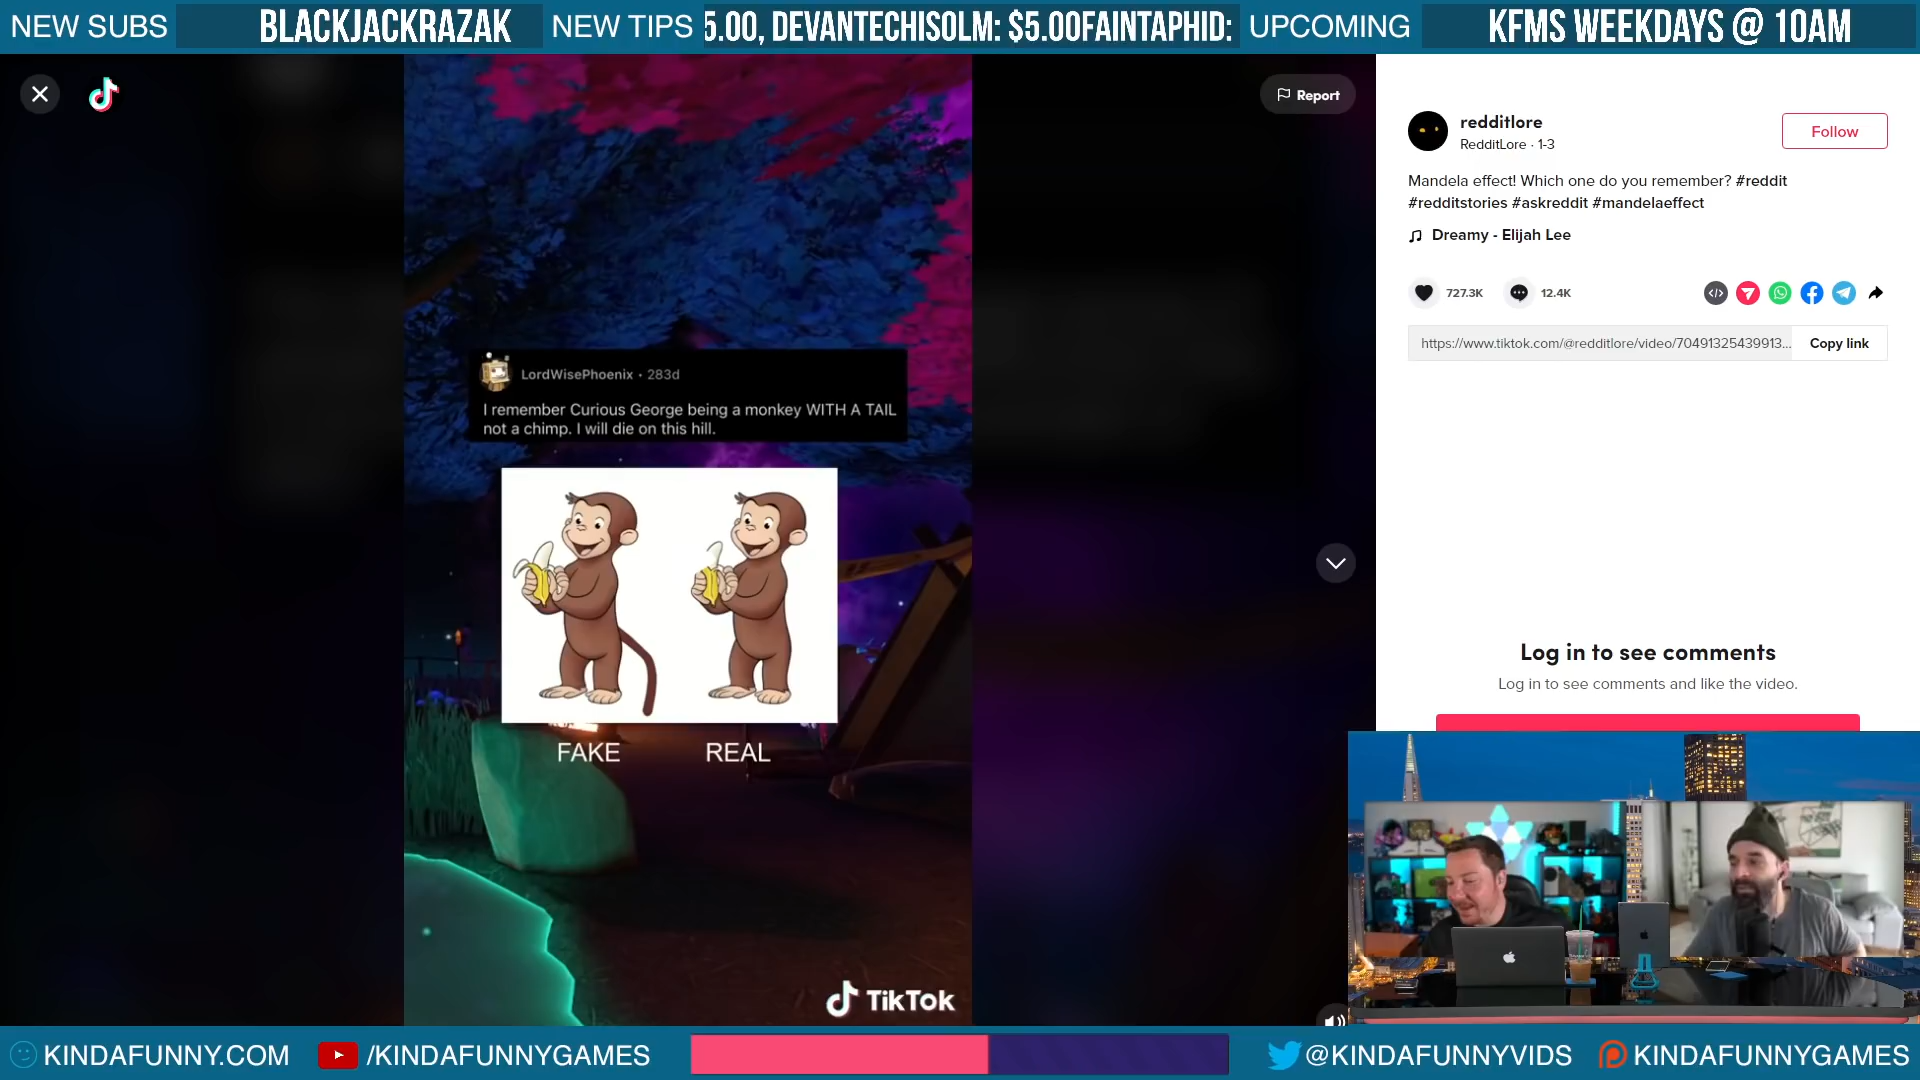 NEW SUBS
BLACKJACKRAZAK
NEW TIPS
5.00, DEVANTECHISOLM: $5.00FAINTAPHID:
UPCOMING
KFMS WEEKDAYS @ 10AM
Report
redditlore
RedditLore · 1-3
Follow
Mandela effect! Which one do you remember? #reddit
#redditstories #askreddit #mandelaeffect
Dreamy - Elijah Lee
727.3K
12.4K
https://www.tiktok.com/@redditlore/video/70491325439913...
Copy link
LordWisePhoenix · 283d
I remember Curious George being a monkey WITH A TAIL
not a chimp. I will die on this hill.
FAKE
REAL
Log in to see comments
Log in to see comments and like the video.
TikTok
KINDAFUNNY.COM
/KINDAFUNNYGAMES
@KINDAFUNNYVIDS
KINDAFUNNYGAMES